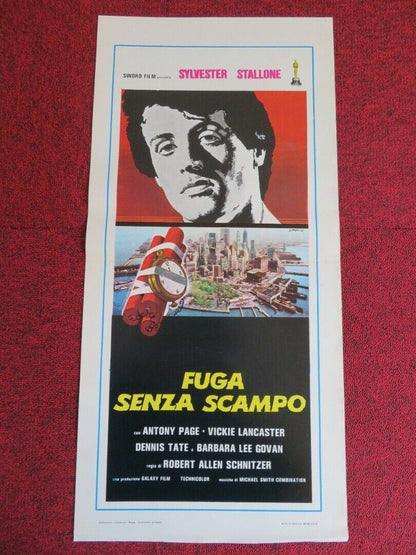 SWORD FILM presenta SYLVESTER STALLONE
FUGA
SENZA SCAMPO
con ANTONY PAGE · VICKIE LANCASTER
DENNIS TATE e BARBARA LEE GOVAN
regia di ROBERT ALLEN SCHNITZER
una produzione GALAXY FILM TECHNICOLOR musiche di MICHAEL SMITH COMBINATION